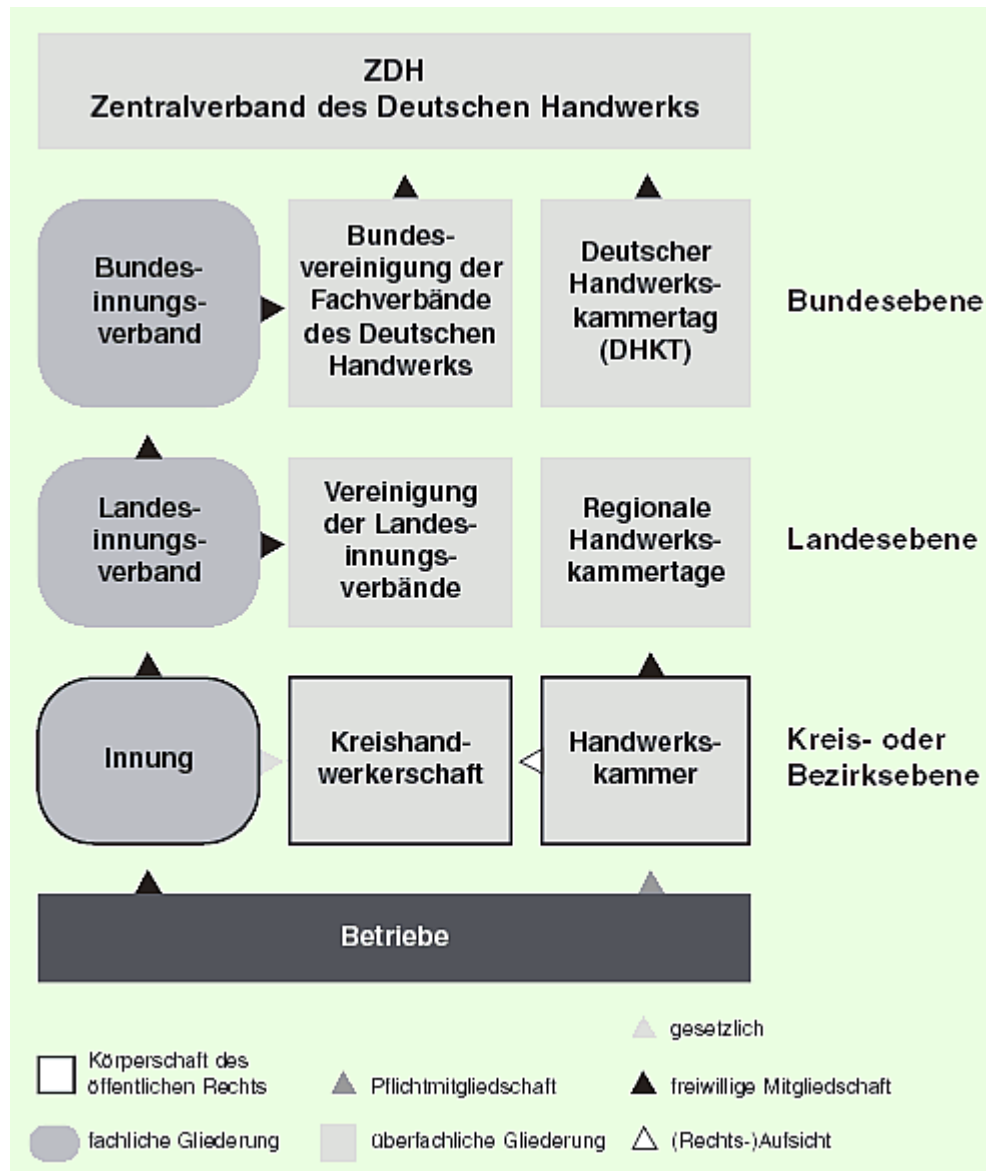 ZDH
Zentralverband des Deutschen Handwerks
Bundes-
innungs-
verband
Bundes-
vereinigung der
Fachverbände
des Deutschen
Handwerks
Deutscher
Handwerks-
kammertag
(DHKT)
Bundesebene
Landes-
innungs-
verband
Vereinigung
der Landes-
innungs-
verbände
Regionale
Handwerks-
kammertage
Landesebene
Innung
Kreishand-
werkerschaft
Handwerks-
kammer
Kreis- oder
Bezirksebene
Betriebe
gesetzlich
Körperschaft des
öffentlichen Rechts
Pflichtmitgliedschaft
freiwillige Mitgliedschaft
fachliche Gliederung
überfachliche Gliederung
(Rechts-)Aufsicht